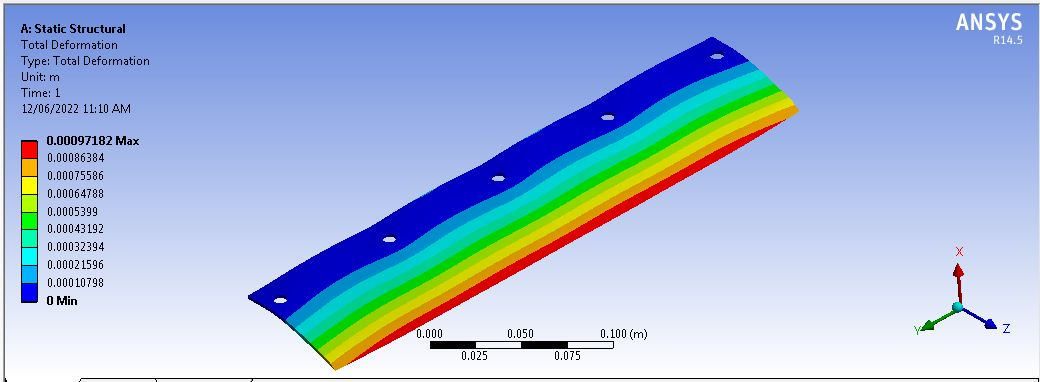 A: Static Structural
Total Deformation
Type: Total Deformation
Unit: m
Time: 1
12/06/2022 11:10 AM
ANSYS
R14.5
0.00097182 Max
0.00086384
0.00075586
0.00064788
0.0005399
0.00043192
0.00032394
0.00021596
0.00010798
0 Min
0.000 0.050 0.100 (m)
0.025 0.075
X
Y
Z